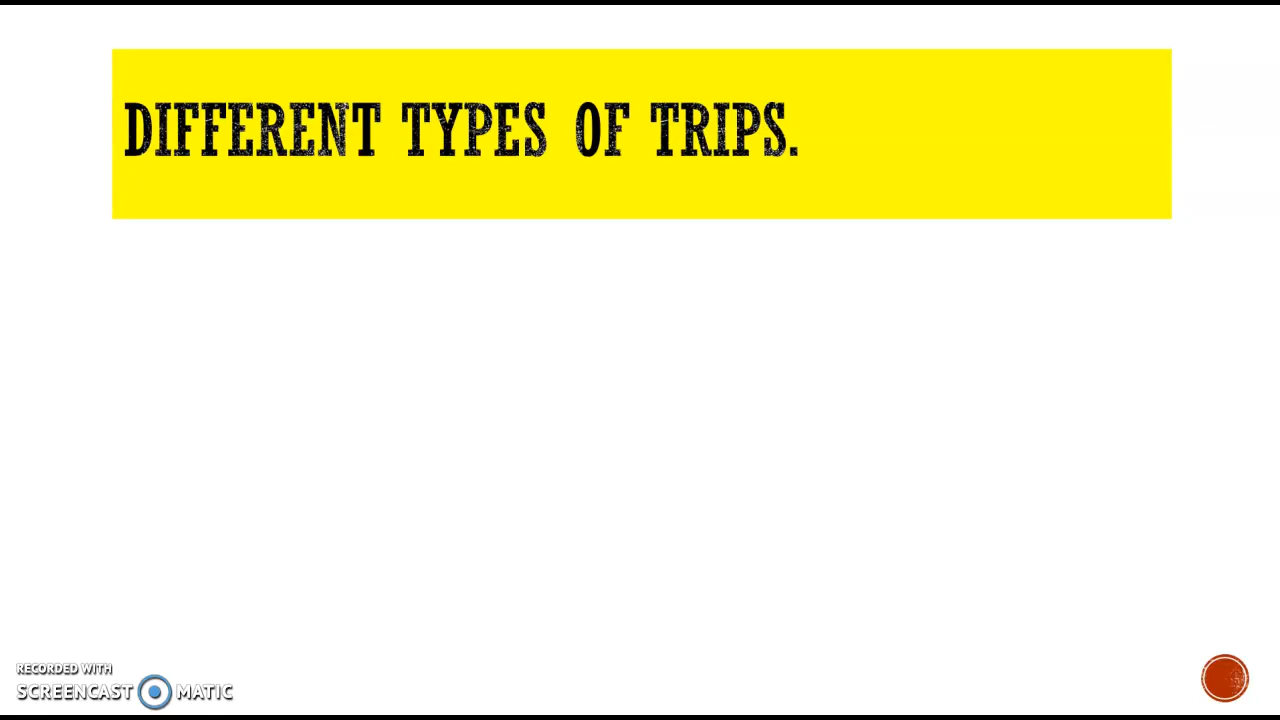 DIFFERENT TYPES OF TRIPS.
RECORDED WITH
SCREENCAST MATIC